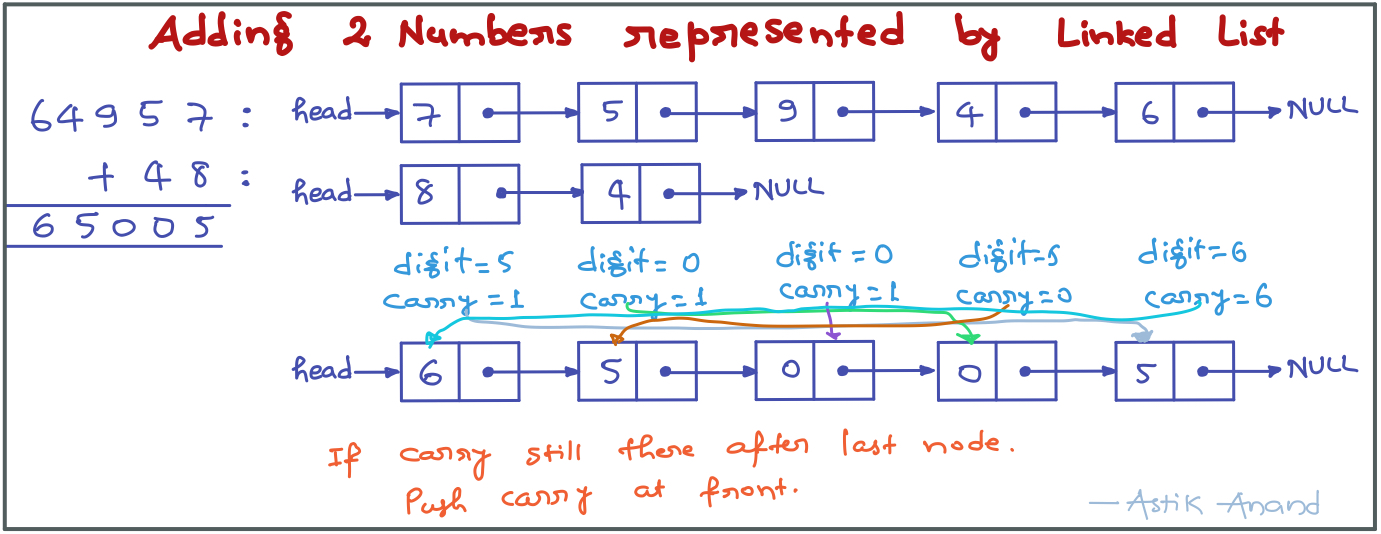 Adding 2 Numbers represented by Linked List
64957 : head 7 5 9 4 6 NULL
+ 48 : head 8 4 NULL
65005
digit = 5 digit = 0 digit = 0 digit=5 digit = 6
carry = 1 carry = 1 carry = 1 carry = 0 carry = 6
head 6 5 0 0 5 NULL
If carry still there after last node.
Push carry at front.
— Astik Anand